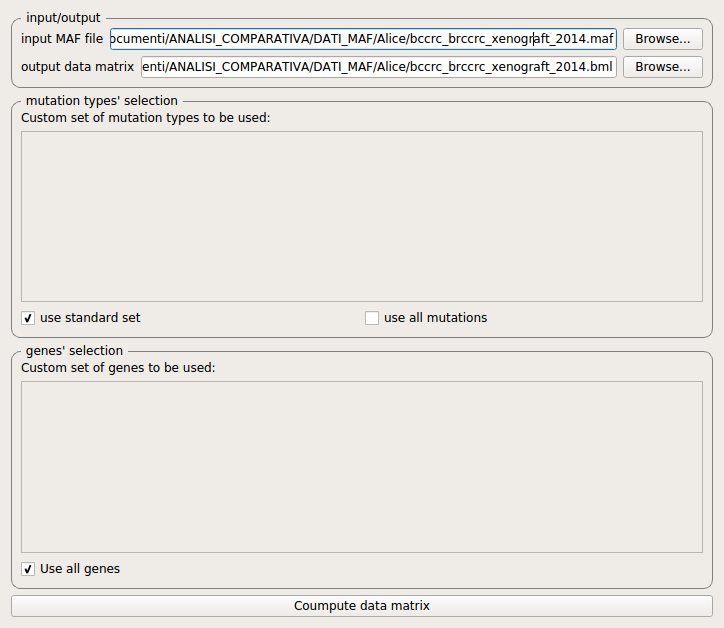 input/output
input MAF file ocumenti/ANALISI_COMPARATIVA/DATI_MAF/Alice/bccrc_brccrc_xenograft_2014.maf Browse...
output data matrix enti/ANALISI_COMPARATIVA/DATI_MAF/Alice/bccrc_brccrc_xenograft_2014.bml Browse...
mutation types' selection
Custom set of mutation types to be used:
use standard set use all mutations
genes' selection
Custom set of genes to be used:
Use all genes
Coumpute data matrix